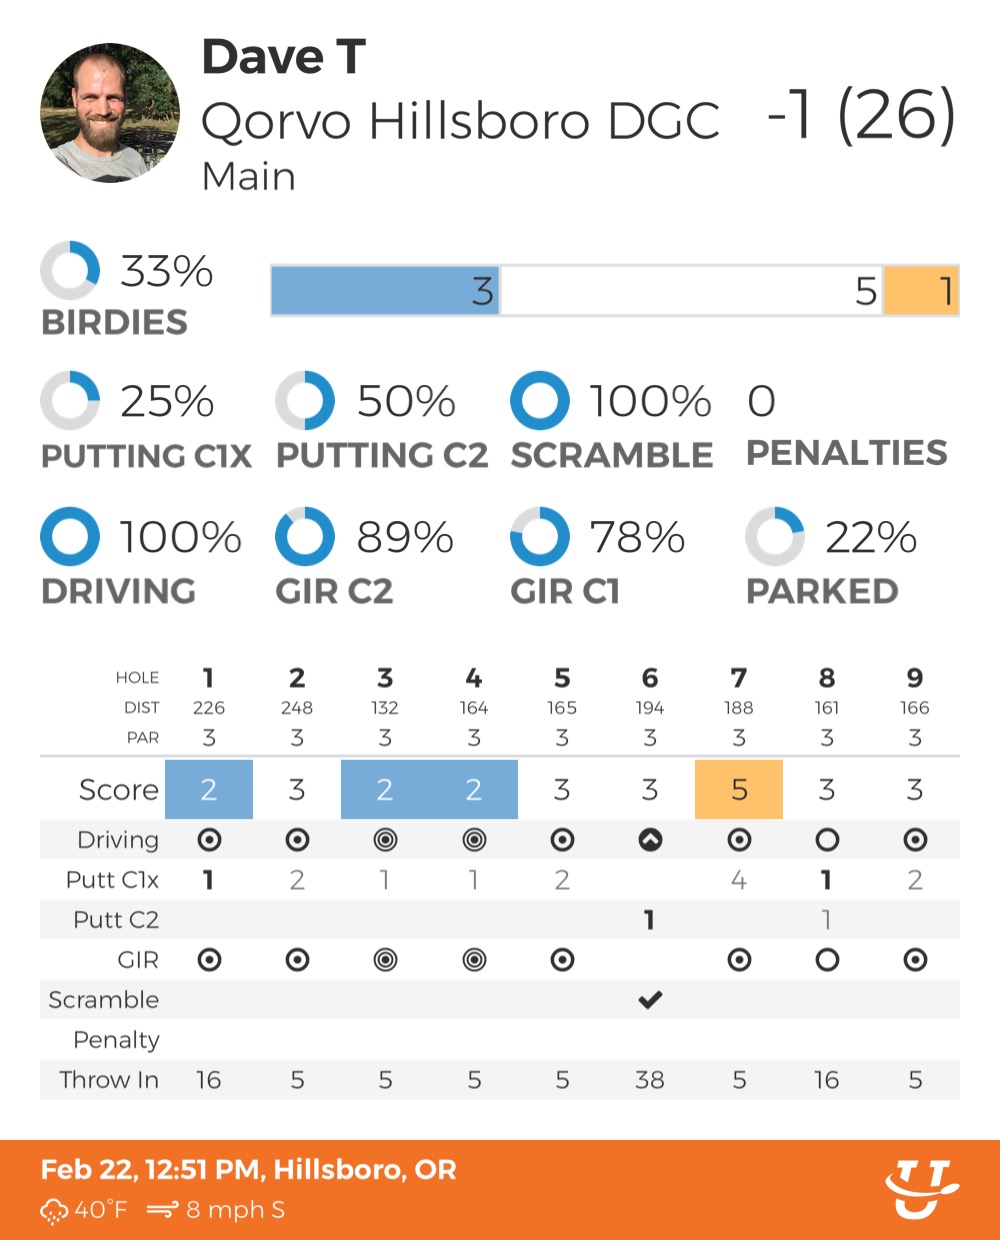 Dave T
Qorvo Hillsboro DGC -1 (26)
Main
33%
BIRDIES
3 5 1
25% 50% 100% 0
PUTTING C1X PUTTING C2 SCRAMBLE PENALTIES
100% 89% 78% 22%
DRIVING GIR C2 GIR C1 PARKED
HOLE 1 2 3 4 5 6 7 8 9
DIST 226 248 132 164 165 194 188 161 166
PAR 3 3 3 3 3 3 3 3 3
Score 2 3 2 2 3 3 5 3 3
Driving
Putt C1x 1 2 1 1 2 4 1 2
Putt C2 1 1
GIR
Scramble
Penalty
Throw In 16 5 5 5 5 38 5 16 5
Feb 22, 12:51 PM, Hillsboro, OR
40°F 8 mph S